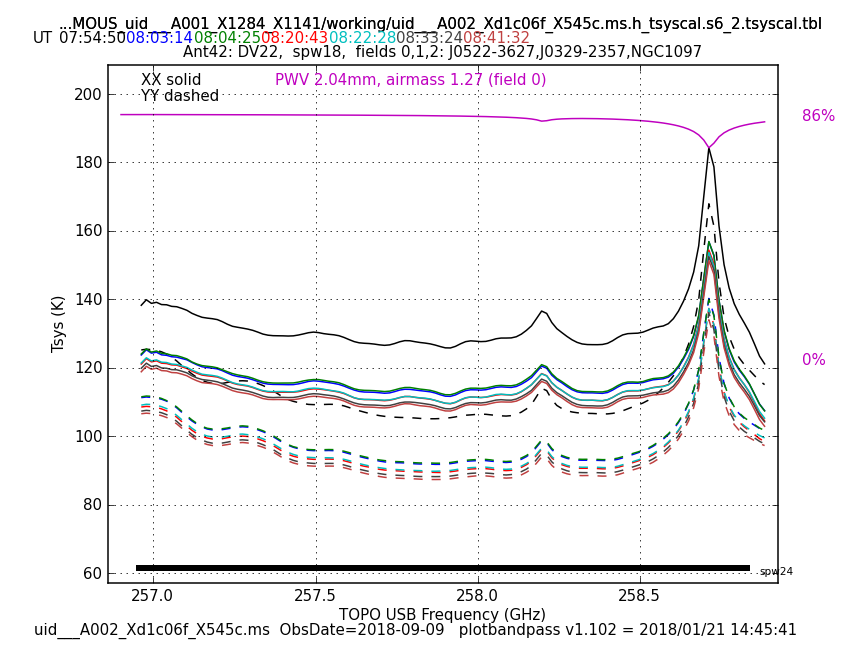 ...MOUS_uid___A001_X1284_X1141/working/uid___A002_Xd1c06f_X545c.ms.h_tsyscal.s6_2.tsyscal.tbl
UT 07:54:50 08:03:14 08:04:25 08:20:43 08:22:28 08:33:24 08:41:32
Ant42: DV22,  spw18,  fields 0,1,2: J0522-3627,J0329-2357,NGC1097
XX solid
PWV 2.04mm, airmass 1.27 (field 0)
YY dashed
86%
0%
200
180
160
140
120
100
80
60
Tsys (K)
spw24
257.0 257.5 258.0 258.5
TOPO USB Frequency (GHz)
uid___A002_Xd1c06f_X545c.ms  ObsDate=2018-09-09  plotbandpass v1.102 = 2018/01/21 14:45:41